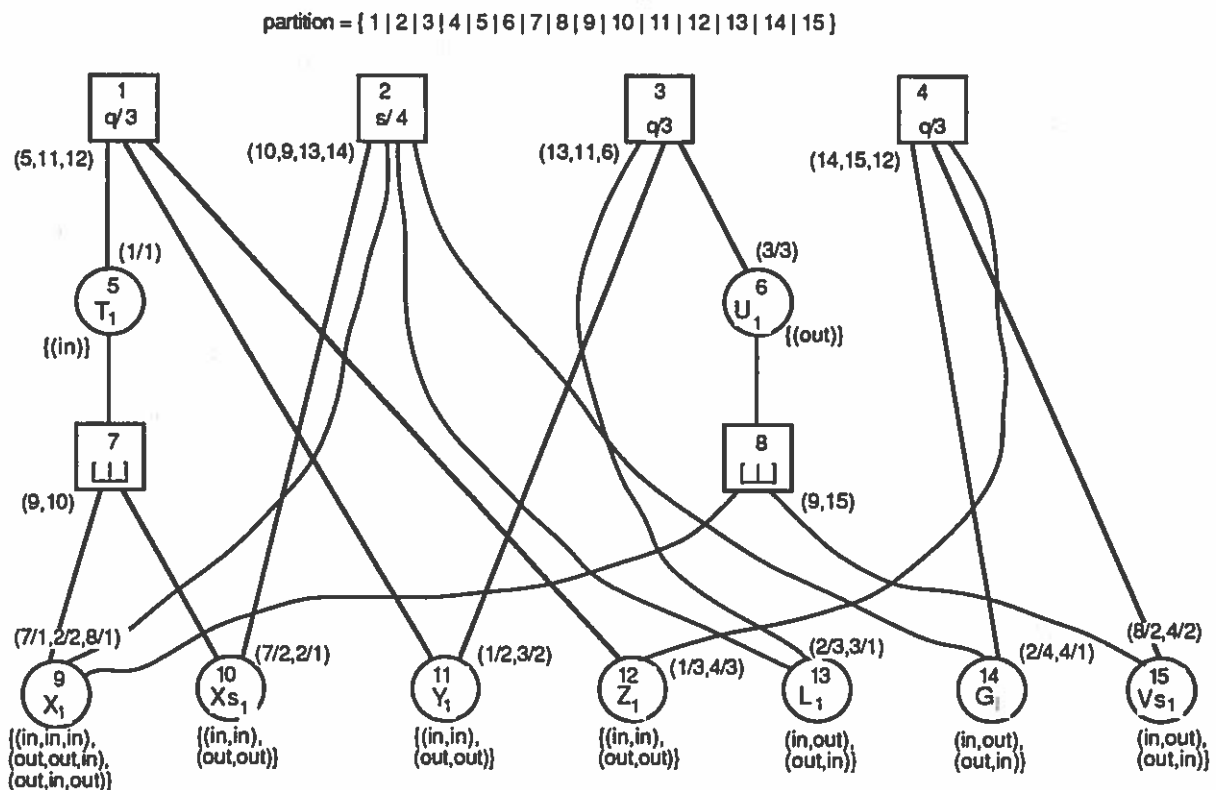 partition = { 1 | 2 | 3 | 4 | 5 | 6 | 7 | 8 | 9 | 10 | 11 | 12 | 13 | 14 | 15 }
1
q/3
2
s/4
3
q/3
4
q/3
(5,11,12)
(10,9,13,14)
(13,11,6)
(14,15,12)
(1/1)
(3/3)
5
T₁
6
U₁
{(in)}
{(out)}
7
[_|_]
8
[_|_]
(9,10)
(9,15)
(7/1,2/2,8/1)
(7/2,2/1)
(1/2,3/2)
(1/3,4/3)
(2/3,3/1)
(2/4,4/1)
(8/2,4/2)
9
X₁
10
Xs₁
11
Y₁
12
Z₁
13
L₁
14
G₁
15
Vs₁
{(in,in,in),
(out,out,in),
(out,in,out)}
{(in,in),
(out,out)}
{(in,in),
(out,out)}
{(in,in),
(out,out)}
(in,out),
(out,in)}
(in,out),
(out,in)}
(in,out),
(out,in)}